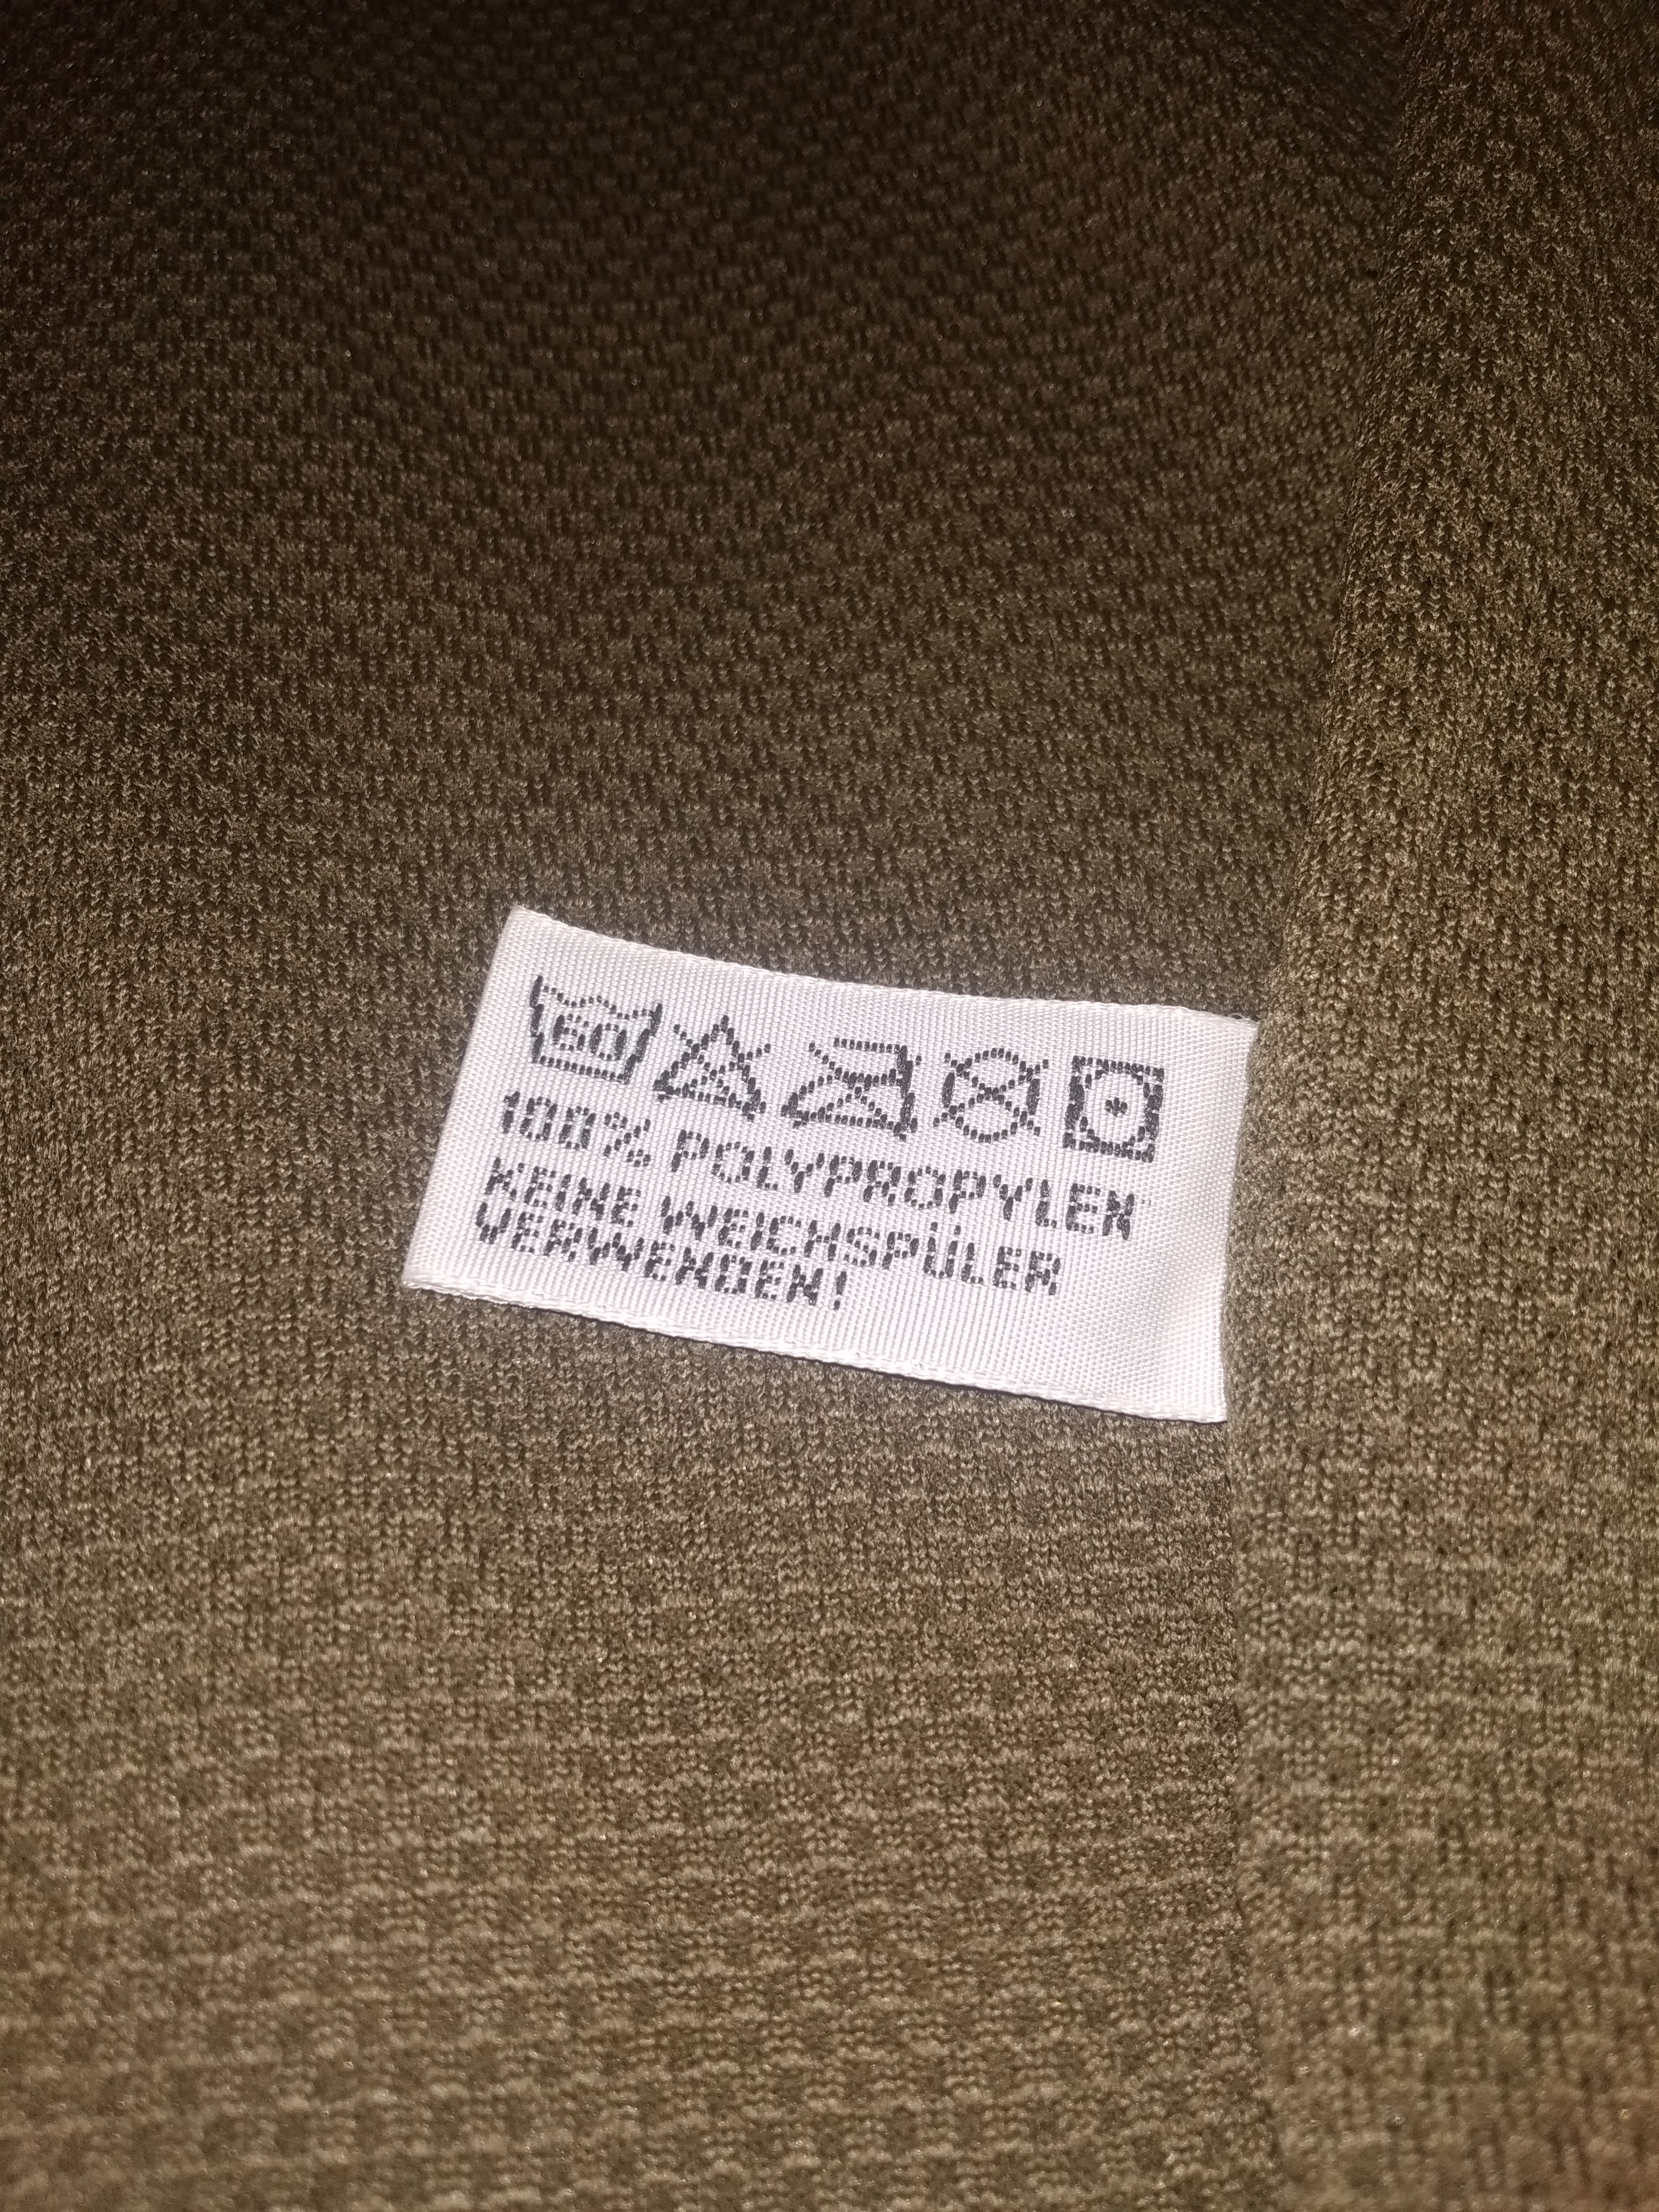 60
100% POLYPROPYLEN
KEINE WEICHSPÜLER
VERWENDEN!